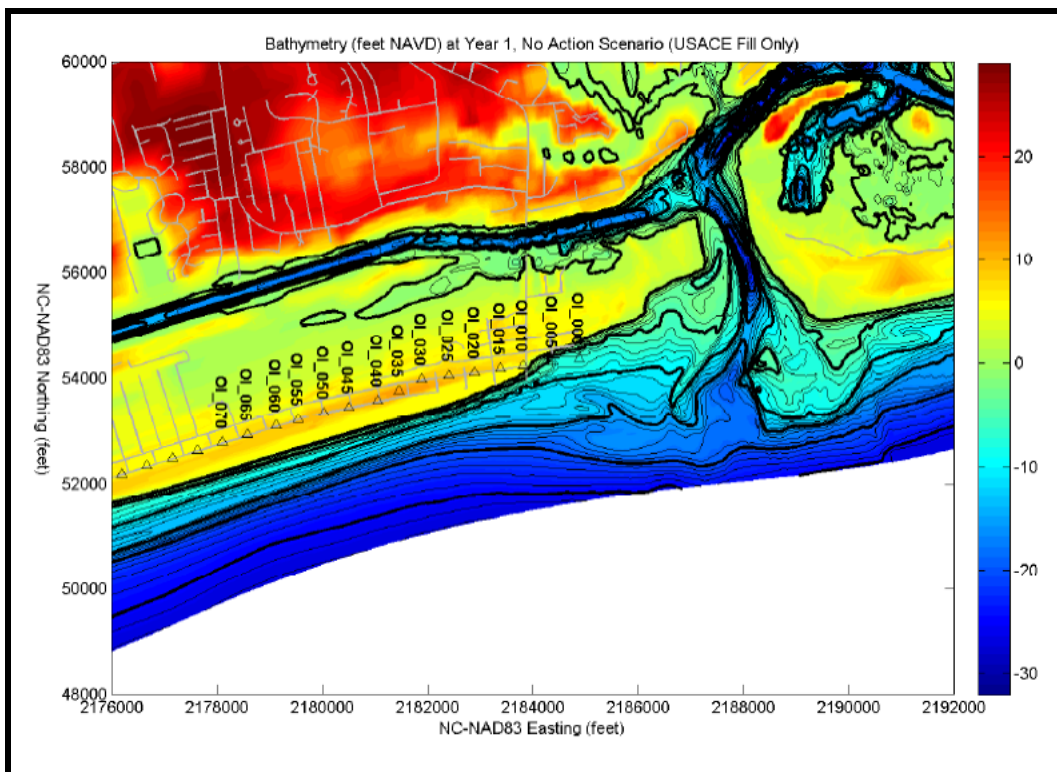 Bathymetry (feet NAVD) at Year 1, No Action Scenario (USACE Fill Only)
60000
58000
56000
54000
52000
50000
48000
NC-NAD83 Northing (feet)
OI_070
OI_065
OI_060
OI_055
OI_050
OI_045
OI_040
OI_035
OI_030
OI_025
OI_020
OI_015
OI_010
OI_005
OI_000
2176000
2178000
2180000
2182000
2184000
2186000
2188000
2190000
2192000
NC-NAD83 Easting (feet)
20
10
0
-10
-20
-30